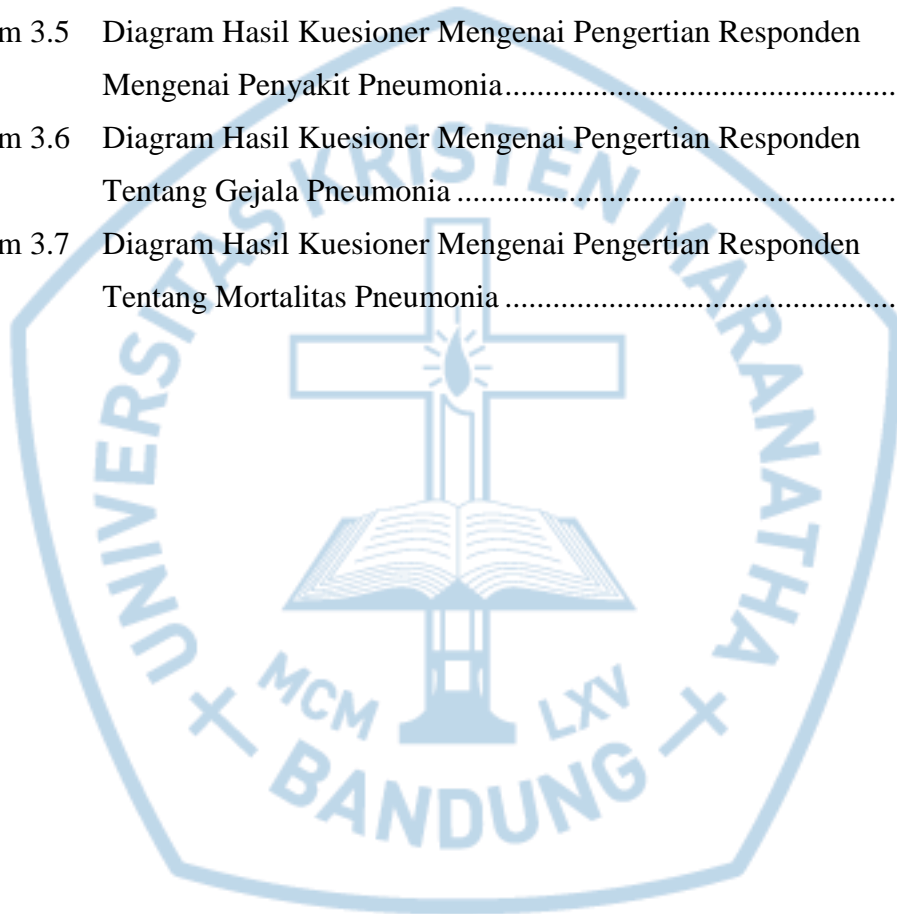 m 3.5 Diagram Hasil Kuesioner Mengenai Pengertian Responden
Mengenai Penyakit Pneumonia.................................................
m 3.6 Diagram Hasil Kuesioner Mengenai Pengertian Responden
Tentang Gejala Pneumonia .......................................................
m 3.7 Diagram Hasil Kuesioner Mengenai Pengertian Responden
Tentang Mortalitas Pneumonia .................................................
UNIVERSITAS KRISTEN MARANATHA
MCM LXV
BANDUNG